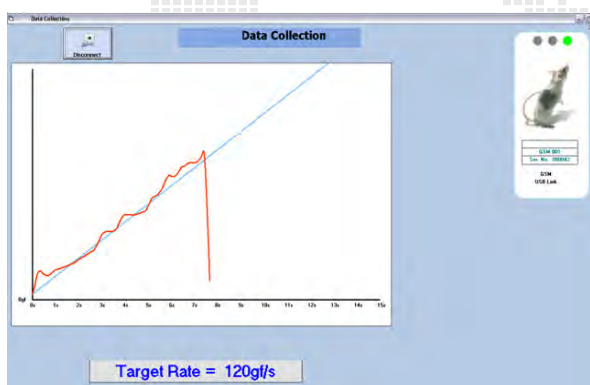 Data Collection
Disconnect
Data Collection
GSM 001
GSM
USB Link
0gf
0s 1s 2s 3s 4s 5s 6s 7s 8s 9s 10s 11s 12s 13s 14s 15s
Target Rate = 120gf/s